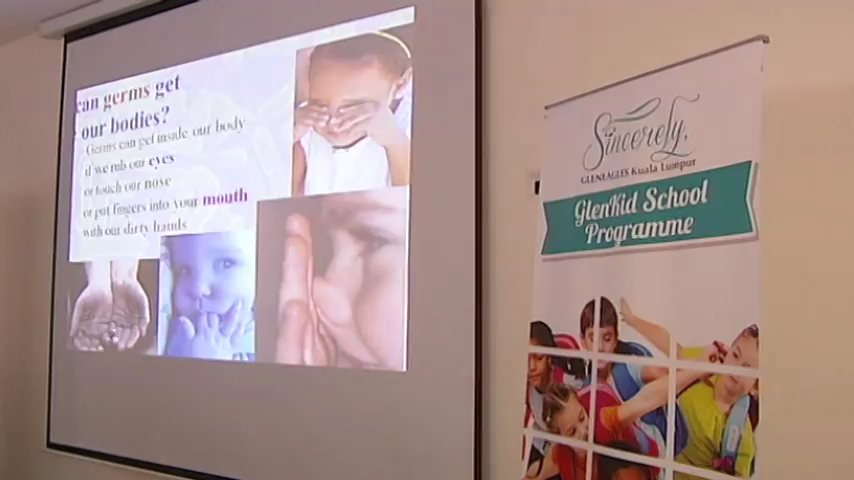 can germs get
our bodies?
Germs can get inside our body
if we rub our eyes
or touch our nose
or put fingers into your mouth
with our dirty hands
Sincerely,
GLENEAGLES Kuala Lumpur
GlenKid School
Programme